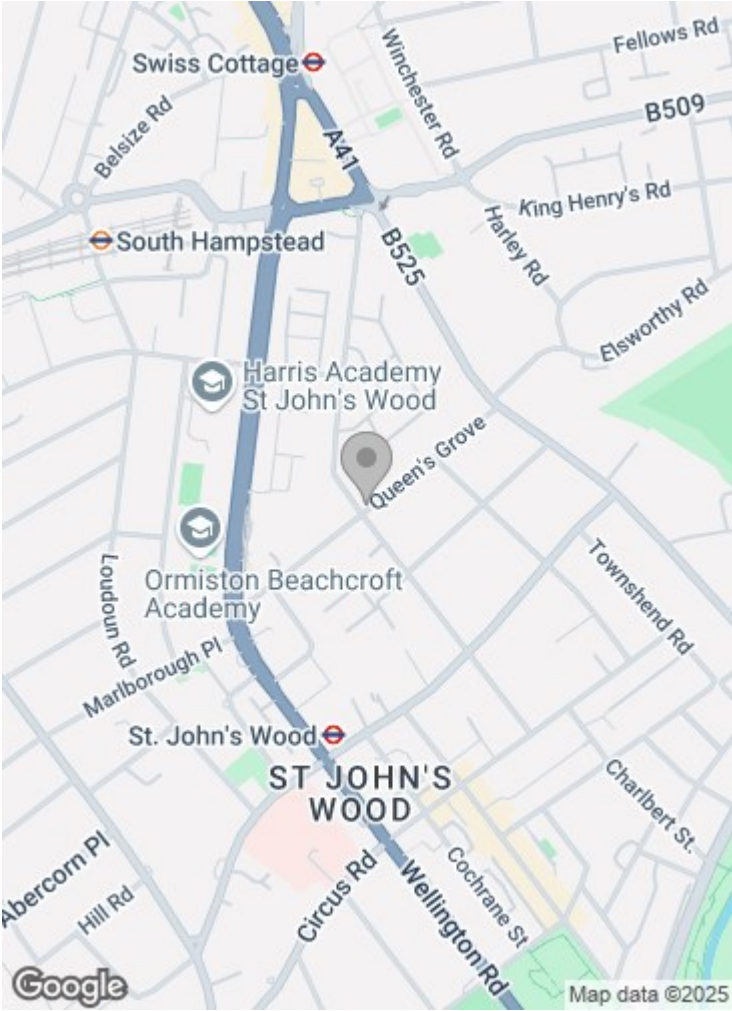 Fellows Rd
Winchester Rd
Swiss Cottage
B509
Belsize Rd
A41
King Henry's Rd
Harley Rd
South Hampstead
B525
Elsworthy Rd
Harris Academy
St John's Wood
Queen's Grove
Ormiston Beachcroft
Academy
Loudoun Rd
Townshend Rd
Marlborough Pl
St. John's Wood
ST JOHN'S
WOOD
Charlbert St.
Abercorn Pl
Hill Rd
Circus Rd
Cochrane St
Wellington Rd
Google
Map data ©2025